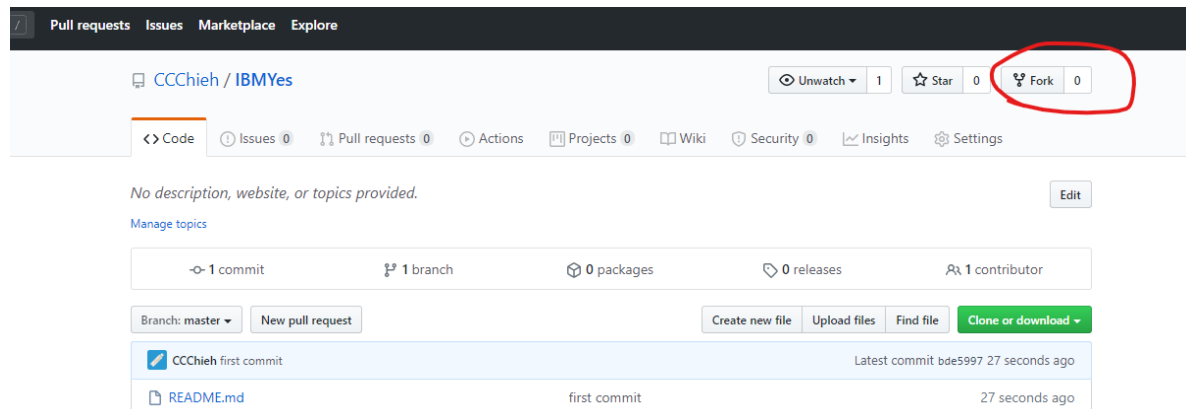 / Pull requests Issues Marketplace Explore
CCChieh / IBMYes Unwatch 1 Star 0 Fork 0
Code Issues 0 Pull requests 0 Actions Projects 0 Wiki Security 0 Insights Settings
No description, website, or topics provided. Edit
Manage topics
1 commit 1 branch 0 packages 0 releases 1 contributor
Branch: master New pull request Create new file Upload files Find file Clone or download
CCChieh first commit Latest commit bde5997 27 seconds ago
README.md first commit 27 seconds ago